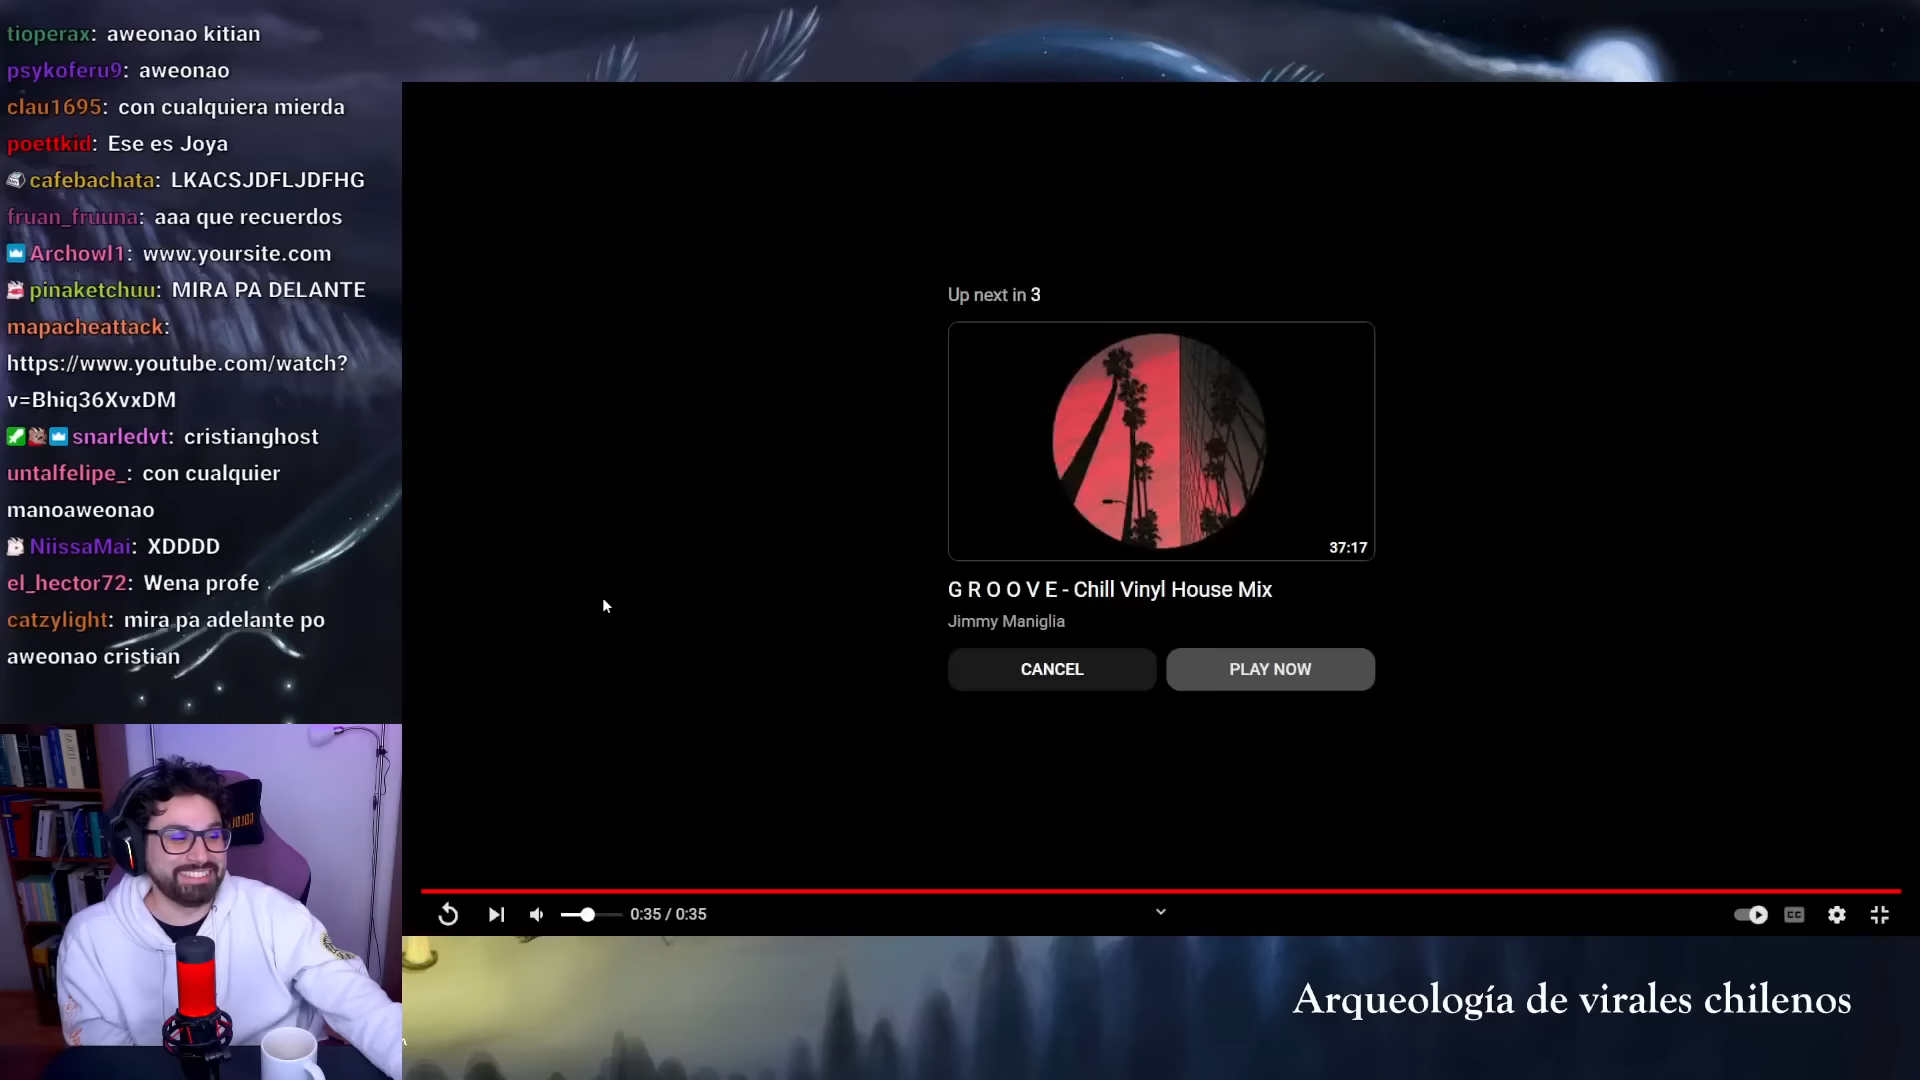 tioperax: aweonao kitian
psykoferu9: aweonao
clau1695: con cualquiera mierda
poettkid: Ese es Joya
cafebachata: LKACSJDFLJDFHG
fruan_fruuna: aaa que recuerdos
Archowl1: www.yoursite.com
pinaketchuu: MIRA PA DELANTE
mapacheattack:
https://www.youtube.com/watch?
v=Bhiq36XvxDM
snarledvt: cristianghost
untalfelipe_: con cualquier
manoaweonao
NiissaMai: XDDDD
el_hector72: Wena profe
catzylight: mira pa adelante po
aweonao cristian
Up next in 3
37:17
G R O O V E - Chill Vinyl House Mix
Jimmy Maniglia
CANCEL
PLAY NOW
0:35 / 0:35
CC
Arqueología de virales chilenos